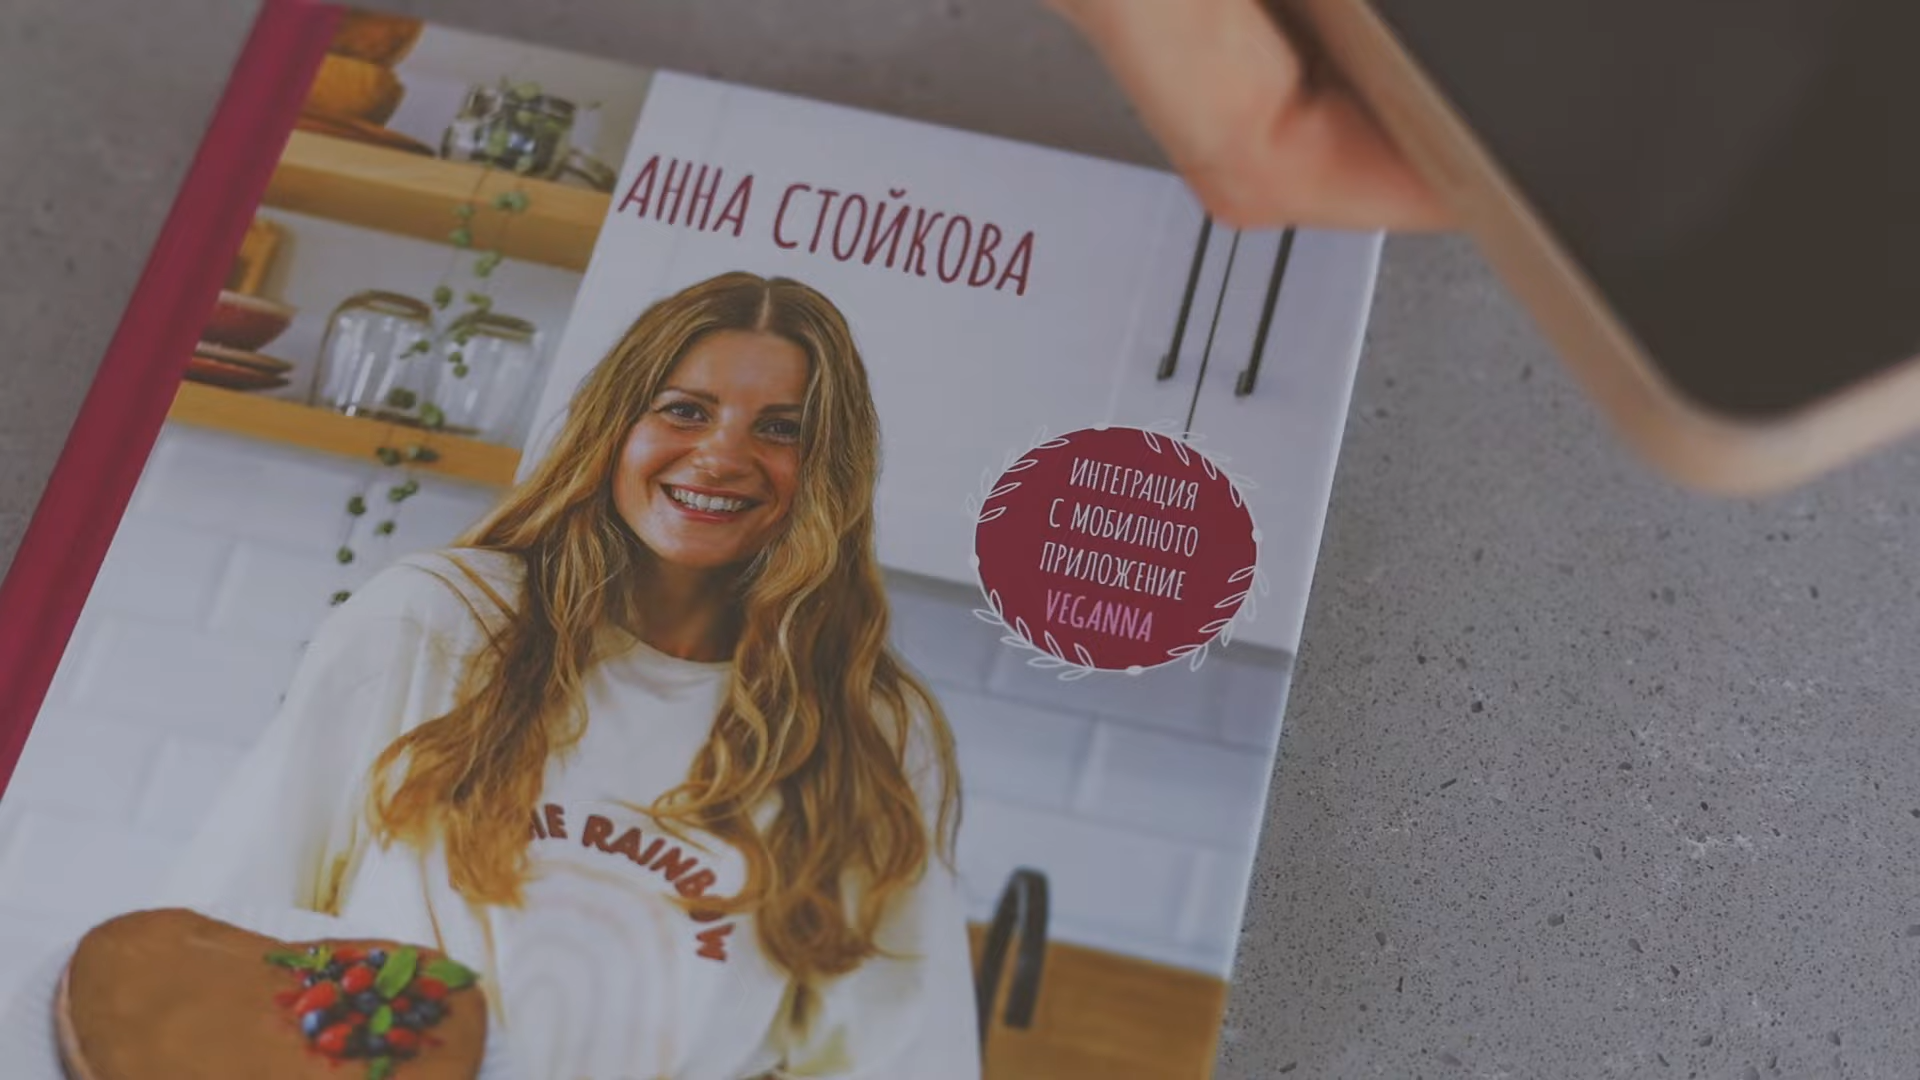 АННА СТОЙКОВА
ИНТЕГРАЦИЯ
С МОБИЛНОТО
ПРИЛОЖЕНИЕ
VEGANNA
RAINBOW